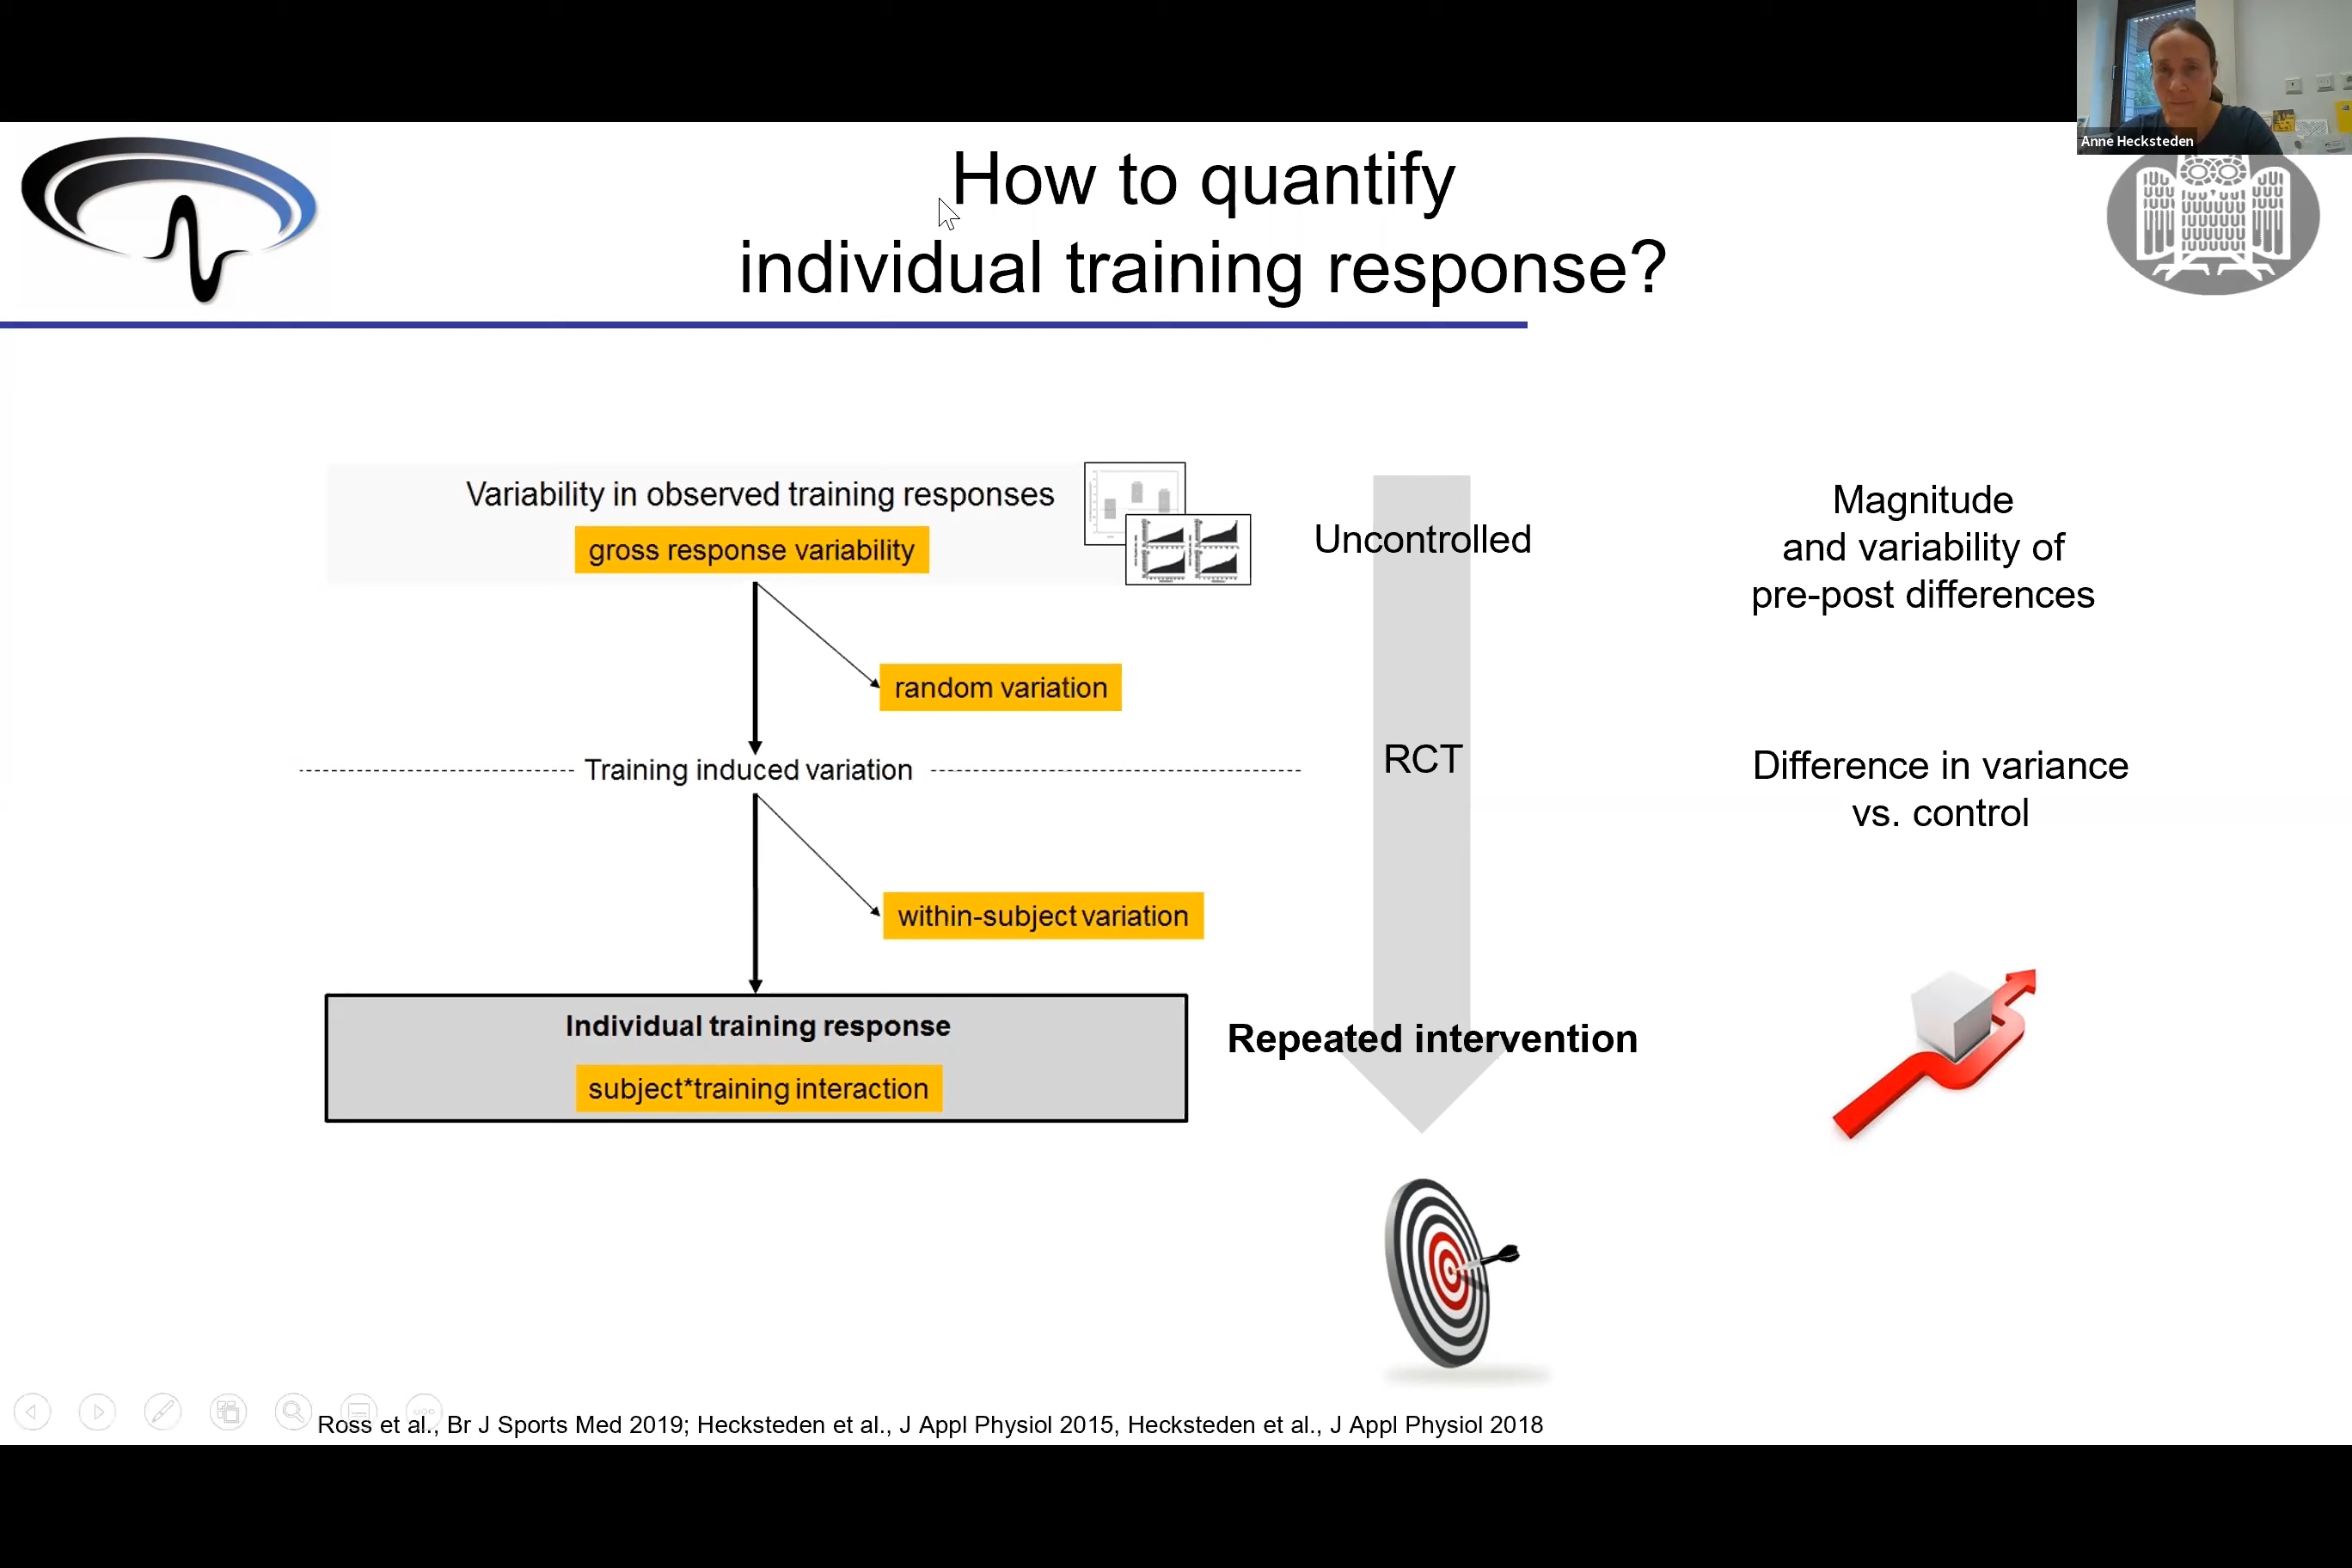 Anne Hecksteden
How to quantify
individual training response?
Variability in observed training responses
gross response variability
random variation
Training induced variation
within-subject variation
Individual training response
subject*training interaction
Uncontrolled
RCT
Repeated intervention
Magnitude
and variability of
pre-post differences
Difference in variance
vs. control
Ross et al., Br J Sports Med 2019; Hecksteden et al., J Appl Physiol 2015, Hecksteden et al., J Appl Physiol 2018